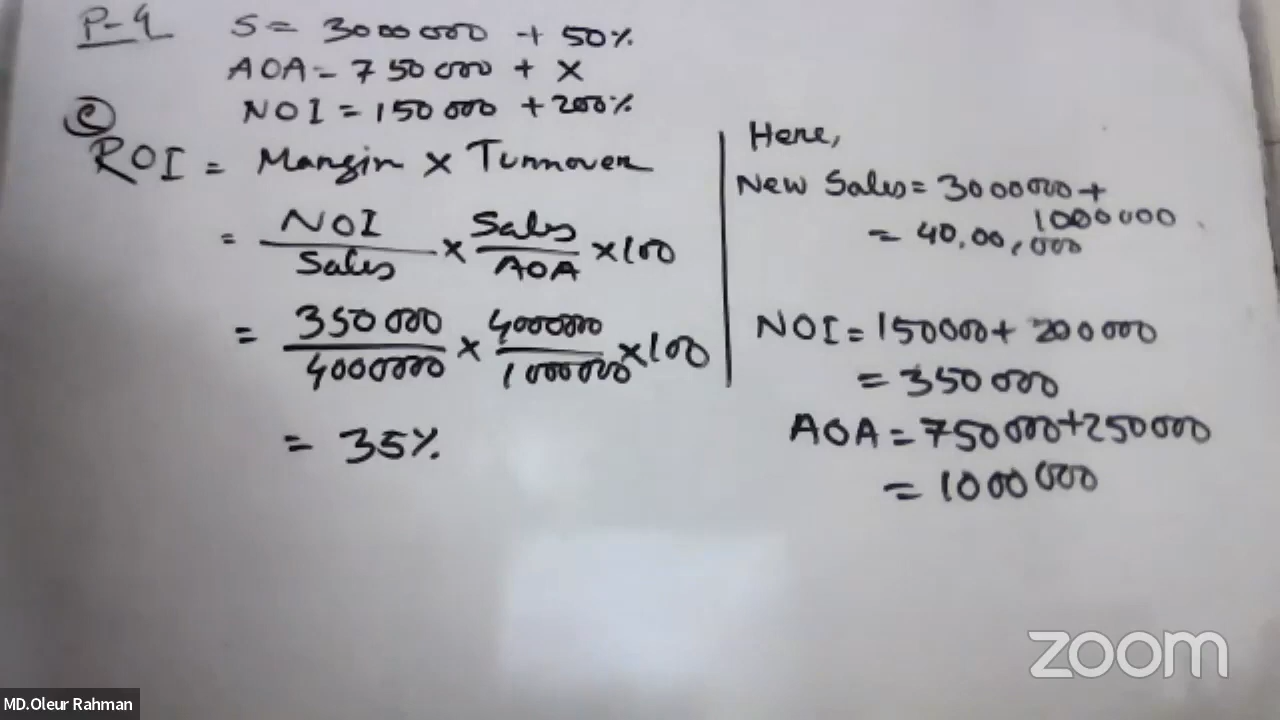 P-9 S = 3000000 + 50%
AOA = 750000 + X
NOI = 150000 + 200%
(c)
ROI = Margin × Turnover
= NOI/Sales × Sales/AOA × 100
= 350000/4000000 × 4000000/1000000 × 100
= 35%
Here,
New Sales = 3000000 +
1000000
= 40,00,000
NOI = 150000 + 200000
= 350000
AOA = 750000 + 250000
= 1000000
zoom
MD.Oleur Rahman